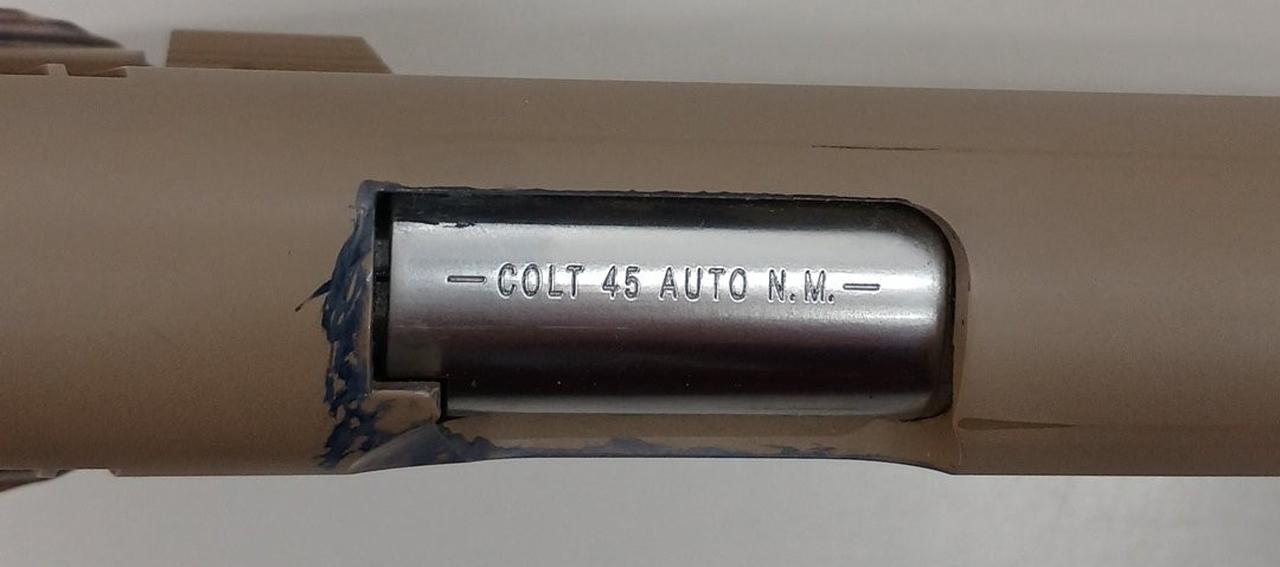 — COLT 45 AUTO N.M. —